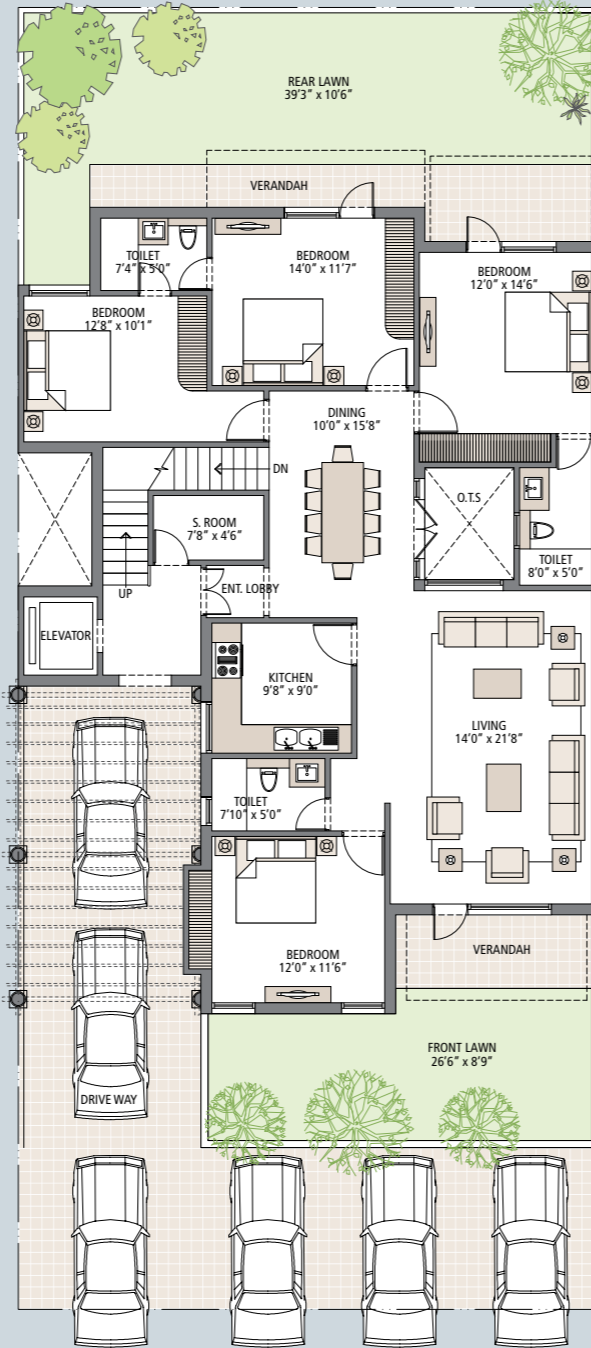 REAR LAWN
39'3" x 10'6"
VERANDAH
TOILET
7'4" x 5'0"
BEDROOM
14'0" x 11'7"
BEDROOM
12'0" x 14'6"
BEDROOM
12'8" x 10'1"
DINING
10'0" x 15'8"
DN
O.T.S
S. ROOM
7'8" x 4'6"
TOILET
8'0" x 5'0"
UP
ENT. LOBBY
ELEVATOR
KITCHEN
9'8" x 9'0"
LIVING
14'0" x 21'8"
TOILET
7'10" x 5'0"
BEDROOM
12'0" x 11'6"
VERANDAH
FRONT LAWN
26'6" x 8'9"
DRIVE WAY